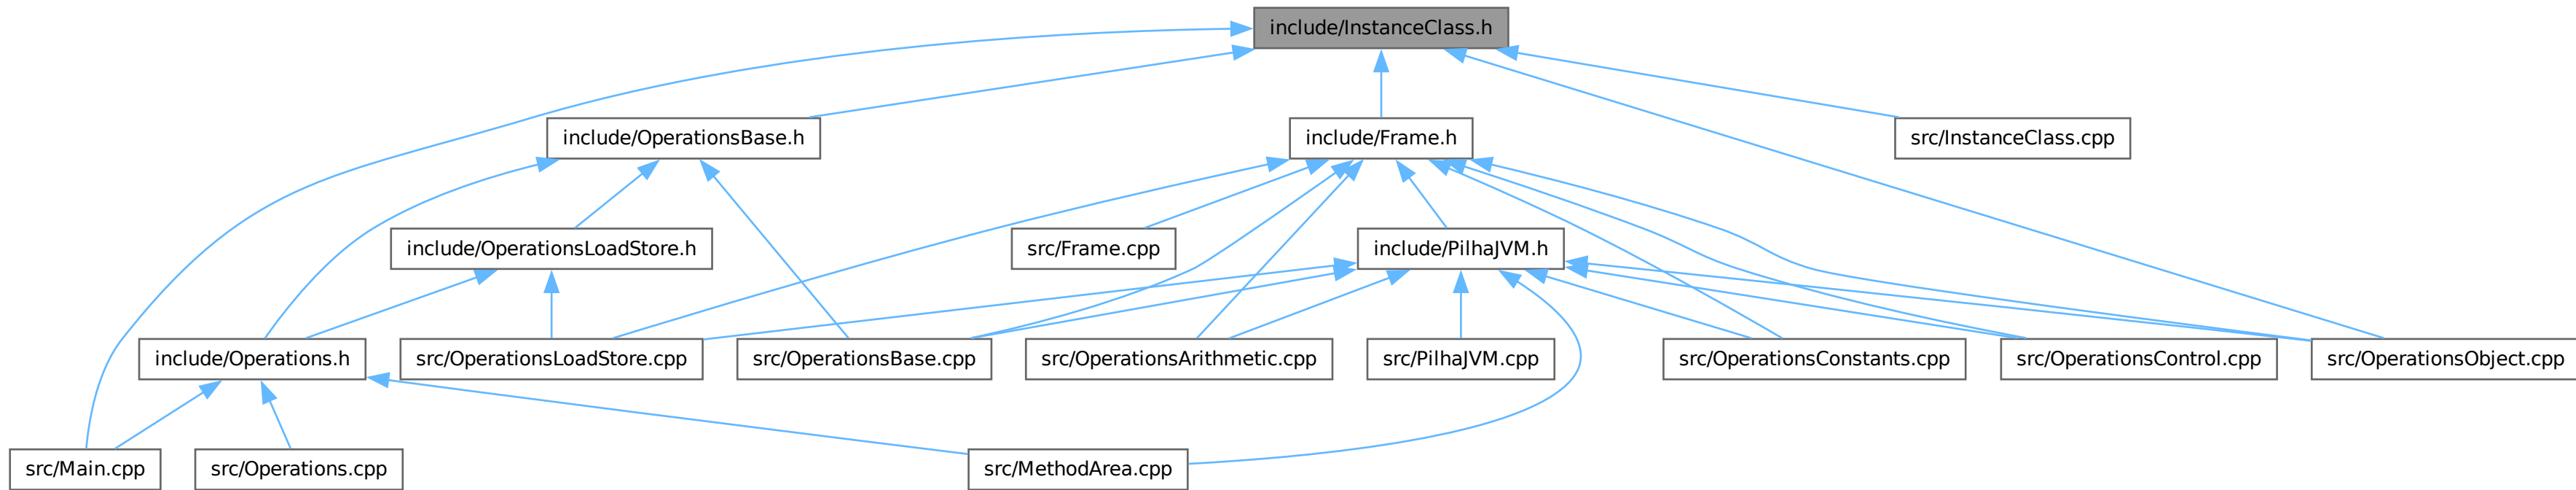 include/InstanceClass.h
include/OperationsBase.h
include/Frame.h
src/InstanceClass.cpp
include/OperationsLoadStore.h
src/Frame.cpp
include/PilhaJVM.h
include/Operations.h
src/OperationsLoadStore.cpp
src/OperationsBase.cpp
src/OperationsArithmetic.cpp
src/PilhaJVM.cpp
src/OperationsConstants.cpp
src/OperationsControl.cpp
src/OperationsObject.cpp
src/Main.cpp
src/Operations.cpp
src/MethodArea.cpp